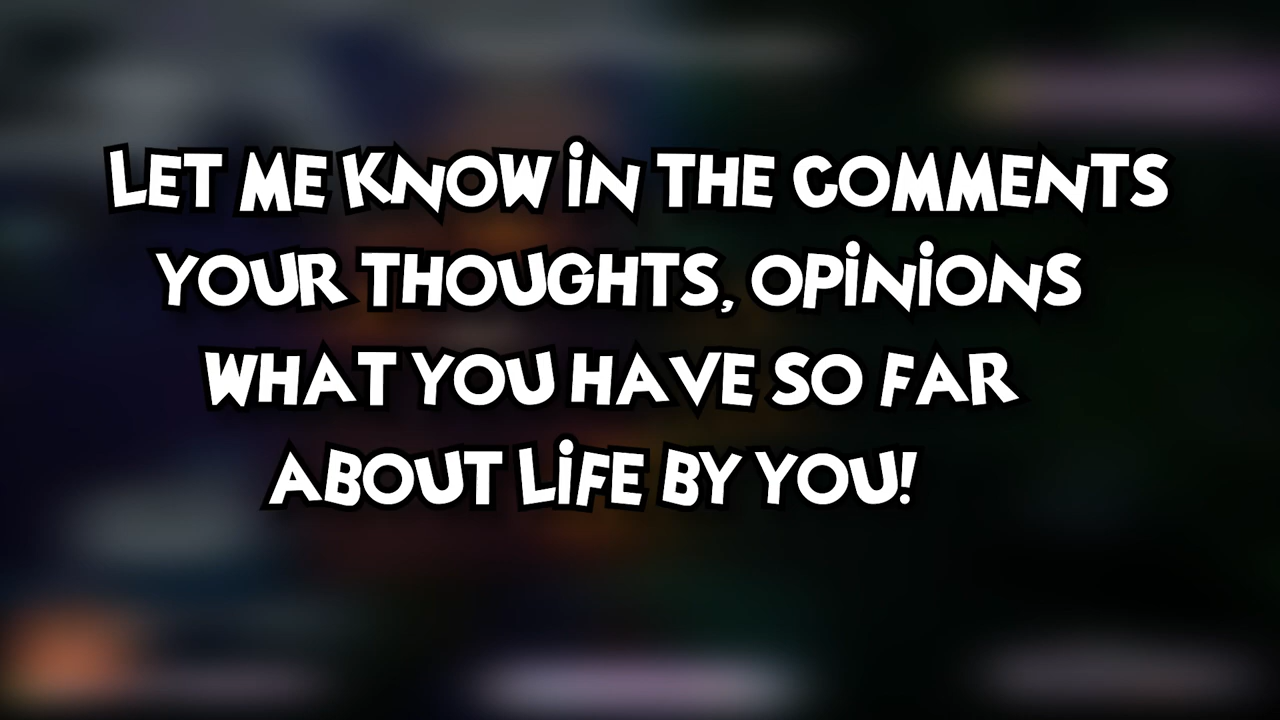 LET ME KNOW IN THE COMMENTS
YOUR THOUGHTS, OPINIONS
WHAT YOU HAVE SO FAR
ABOUT LIFE BY YOU!